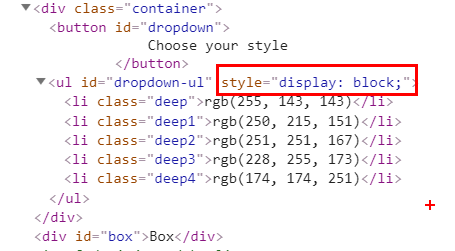 ▼<div class="container">
<button id="dropdown">
Choose your style
</button>
▼<ul id="dropdown-ul" style="display: block;">
<li class="deep">rgb(255, 143, 143)</li>
<li class="deep1">rgb(250, 215, 151)</li>
<li class="deep2">rgb(251, 251, 167)</li>
<li class="deep3">rgb(228, 255, 173)</li>
<li class="deep4">rgb(174, 174, 251)</li>
</ul>
</div>
<div id="box">Box</div>